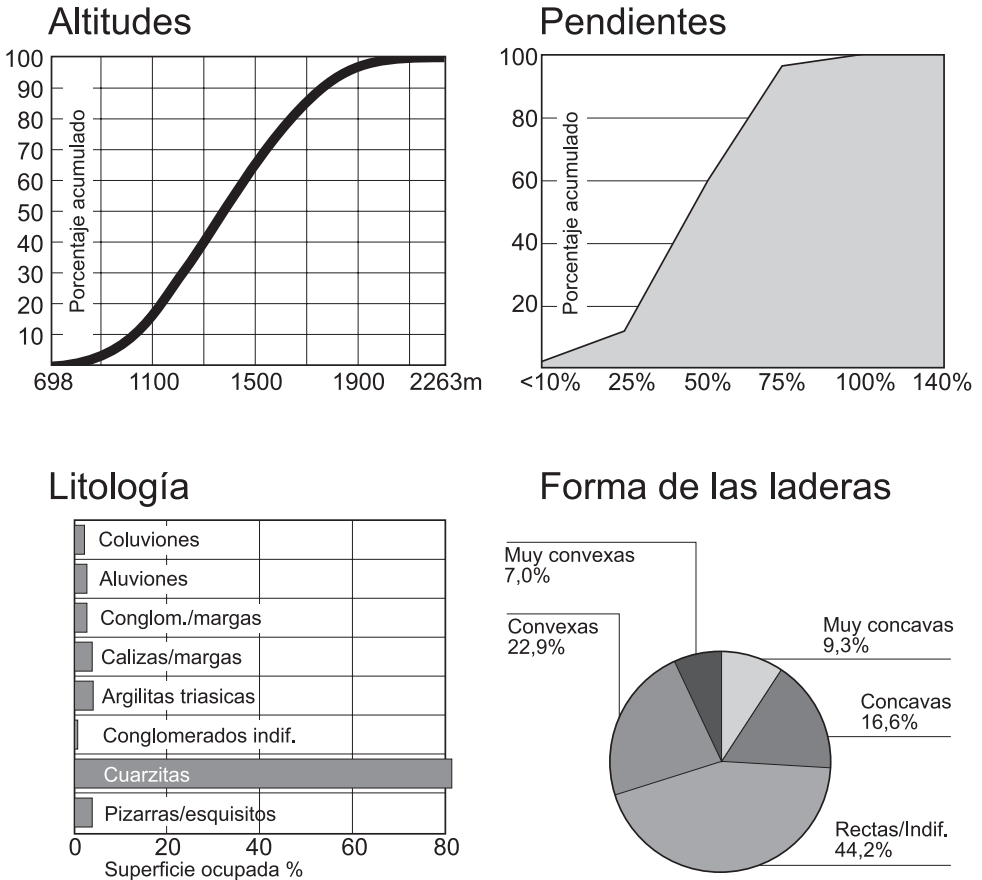 Altitudes
100
90
80
70
60
50
40
30
20
10
Porcentaje acumulado
698 1100 1500 1900 2263m
Pendientes
100
80
60
40
20
Porcentaje acumulado
<10% 25% 50% 75% 100% 140%
Litología
Coluviones
Aluviones
Conglom./margas
Calizas/margas
Argilitas triasicas
Conglomerados indif.
Cuarzitas
Pizarras/esquisitos
0 20 40 60 80
Superficie ocupada %
Forma de las laderas
Muy convexas
7,0%
Convexas
22,9%
Muy concavas
9,3%
Concavas
16,6%
Rectas/Indif.
44,2%